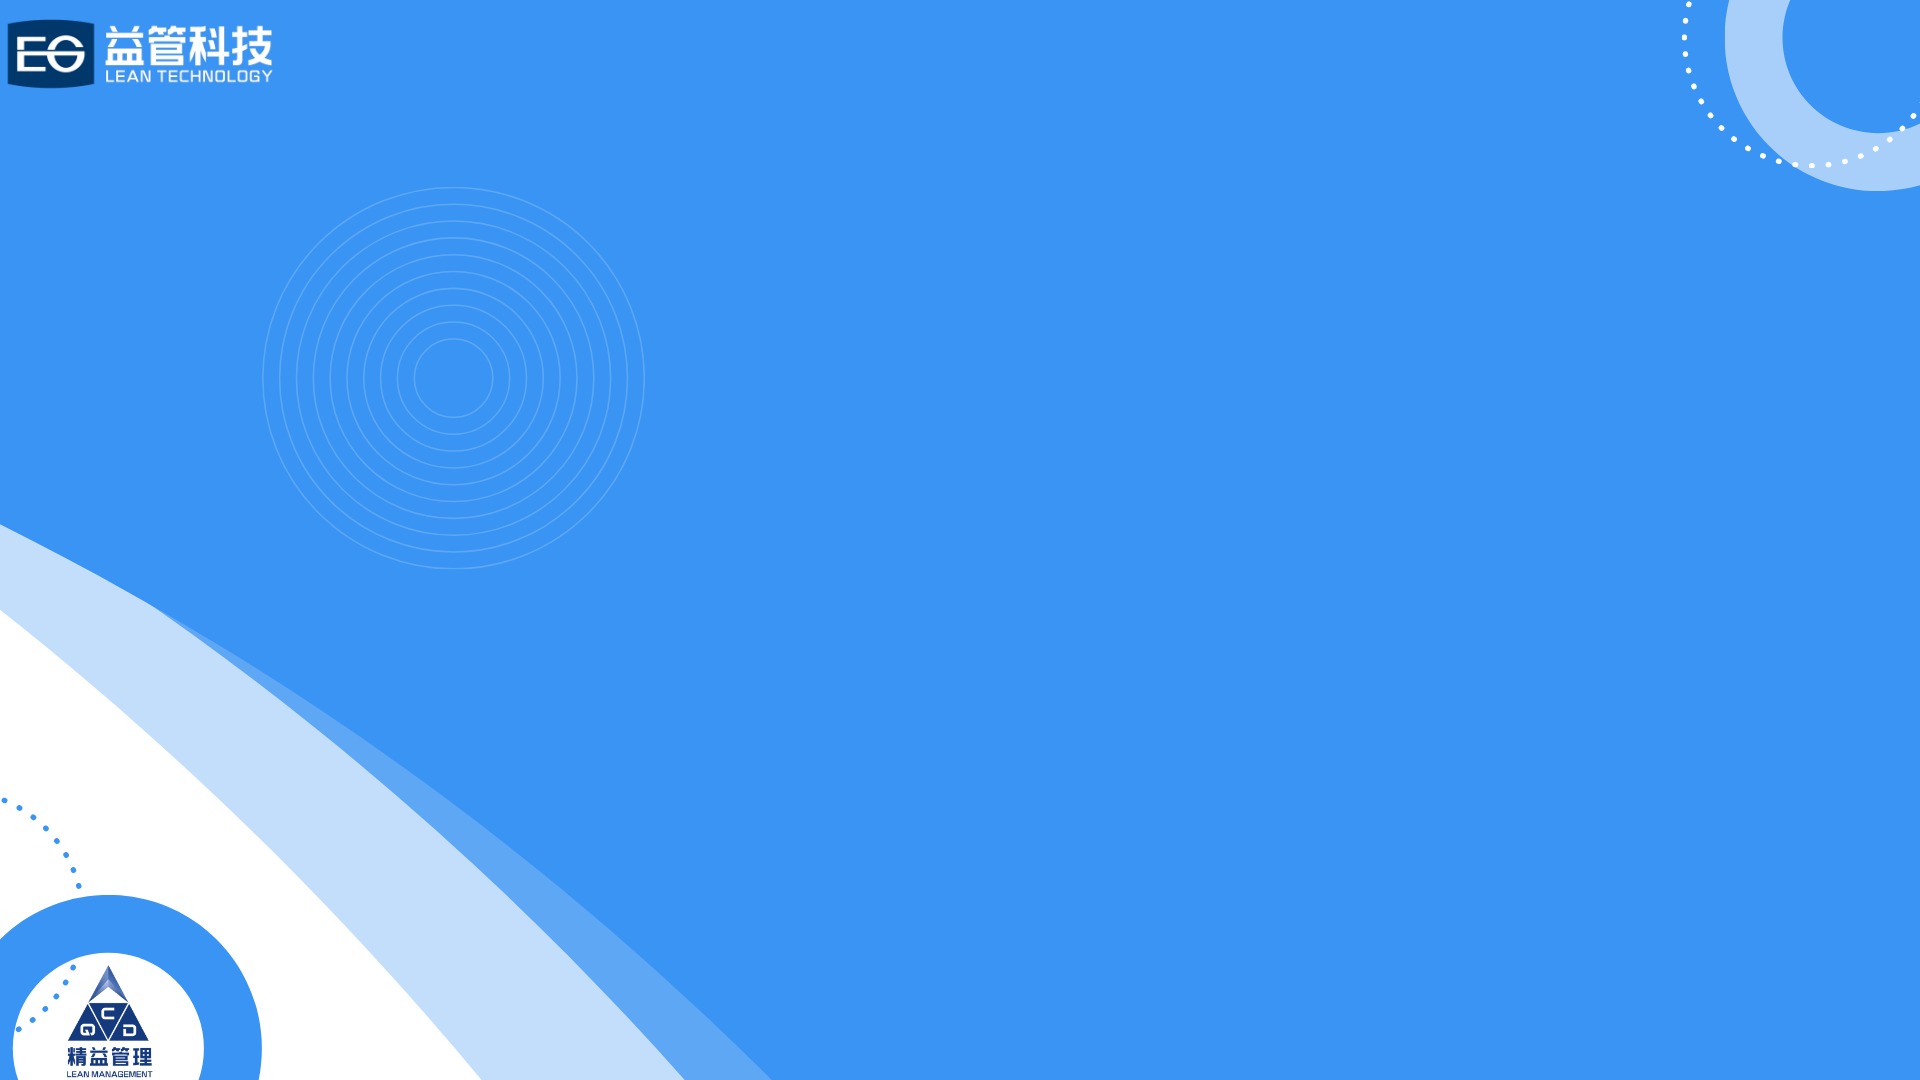 EG
益管科技
LEAN TECHNOLOGY
C
Q D
精益管理
LEAN MANAGEMENT